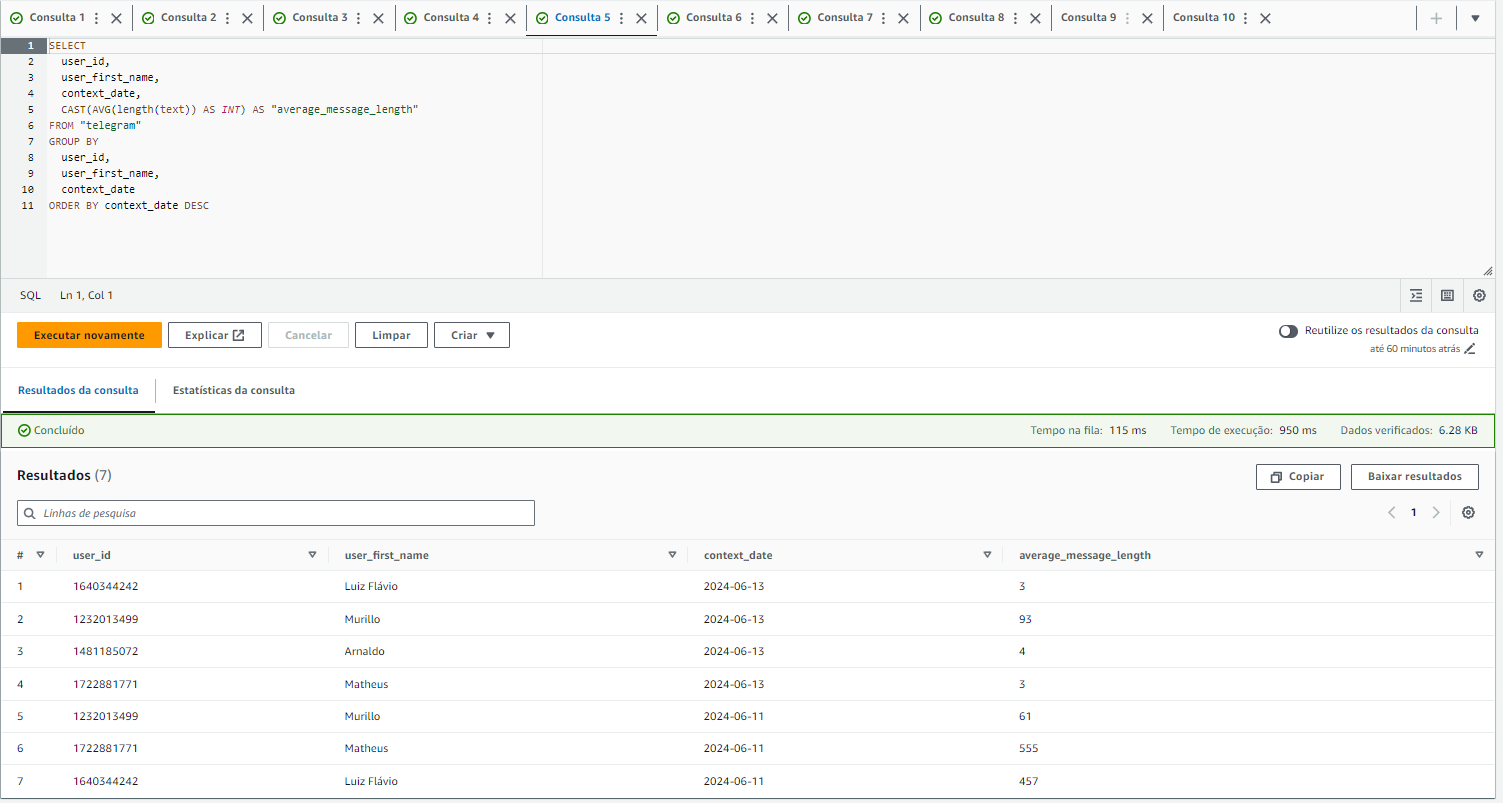 Consulta 1 Consulta 2 Consulta 3 Consulta 4 Consulta 5 Consulta 6 Consulta 7 Consulta 8 Consulta 9 Consulta 10
1 SELECT
2 user_id,
3 user_first_name,
4 context_date,
5 CAST(AVG(length(text)) AS INT) AS "average_message_length"
6 FROM "telegram"
7 GROUP BY
8 user_id,
9 user_first_name,
10 context_date
11 ORDER BY context_date DESC
SQL Ln 1, Col 1
Executar novamente Explicar Cancelar Limpar Criar Reutilize os resultados da consulta
até 60 minutos atrás
Resultados da consulta Estatísticas da consulta
Concluído Tempo na fila: 115 ms Tempo de execução: 950 ms Dados verificados: 6.28 KB
Resultados (7) Copiar Baixar resultados
Linhas de pesquisa 1
# user_id user_first_name context_date average_message_length
1 1640344242 Luiz Flávio 2024-06-13 3
2 1232013499 Murillo 2024-06-13 93
3 1481185072 Arnaldo 2024-06-13 4
4 1722881771 Matheus 2024-06-13 3
5 1232013499 Murillo 2024-06-11 61
6 1722881771 Matheus 2024-06-11 555
7 1640344242 Luiz Flávio 2024-06-11 457